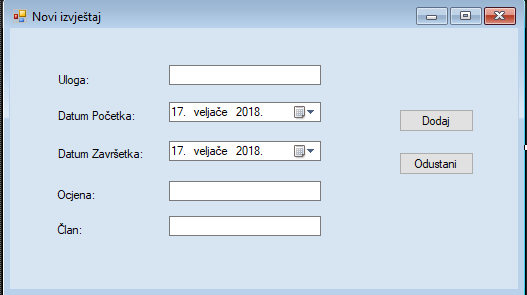 Novi izvještaj
Uloga:
Datum Početka: 17. veljače 2018.
Dodaj
Datum Završetka: 17. veljače 2018.
Odustani
Ocjena:
Član: